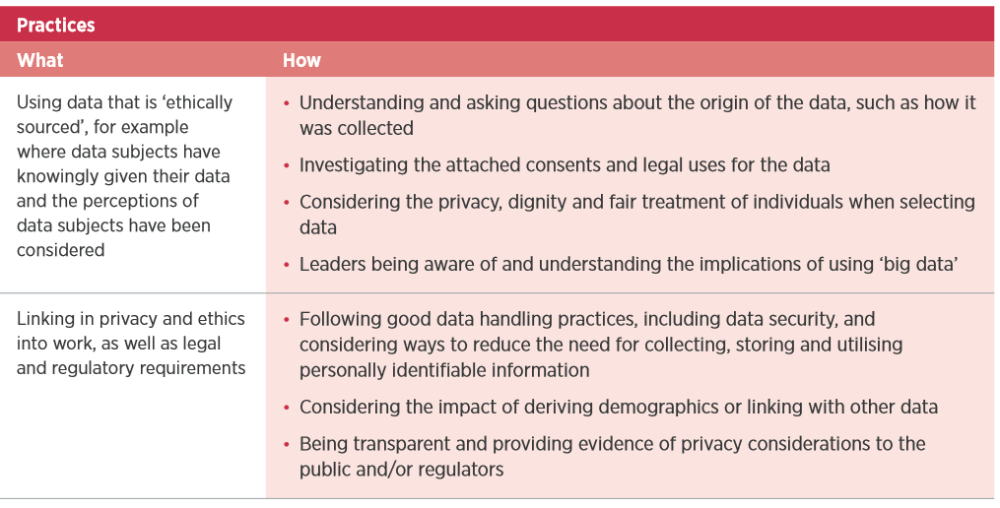 Practices
What
How
Using data that is ‘ethically
sourced’, for example
where data subjects have
knowingly given their data
and the perceptions of
data subjects have been
considered
• Understanding and asking questions about the origin of the data, such as how it
was collected
• Investigating the attached consents and legal uses for the data
• Considering the privacy, dignity and fair treatment of individuals when selecting
data
• Leaders being aware of and understanding the implications of using ‘big data’
Linking in privacy and ethics
into work, as well as legal
and regulatory requirements
• Following good data handling practices, including data security, and
considering ways to reduce the need for collecting, storing and utilising
personally identifiable information
• Considering the impact of deriving demographics or linking with other data
• Being transparent and providing evidence of privacy considerations to the
public and/or regulators